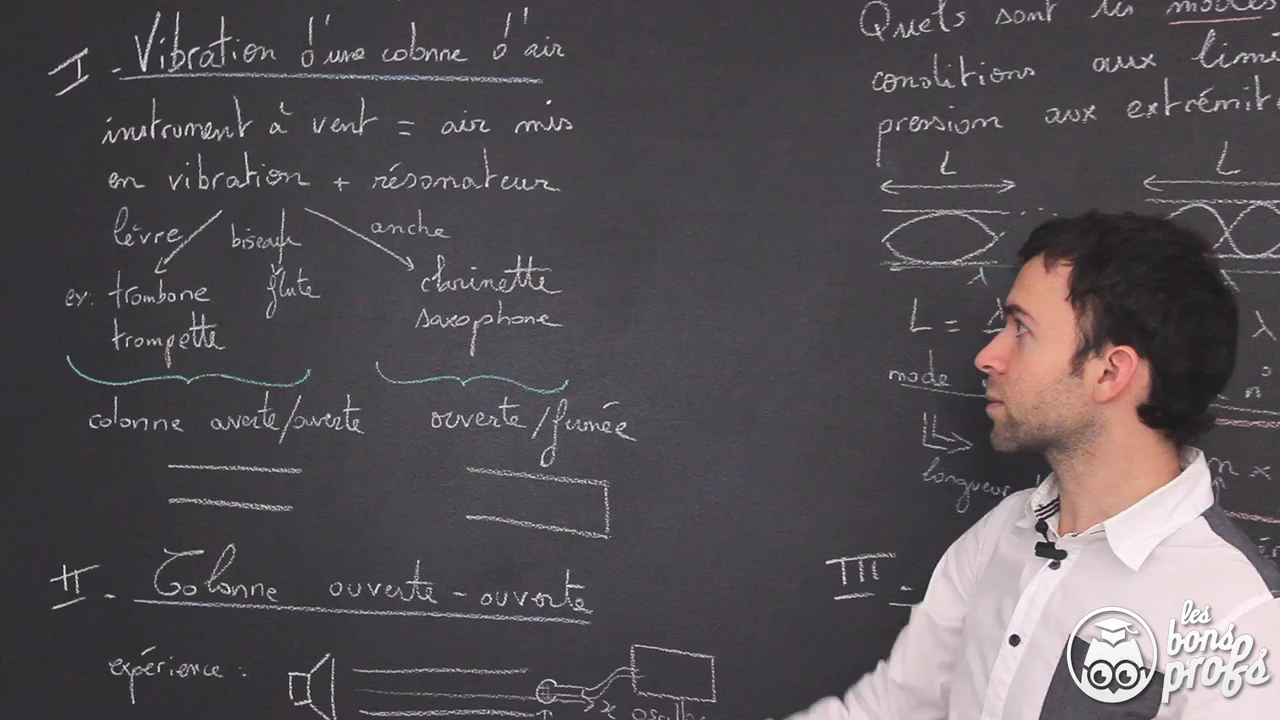 I - Vibration d'une colonne d'air
instrument à vent = air mis
en vibration + résonateur
lèvre biseau anche
ex: trombone flûte clarinette
trompette saxophone
colonne ouverte/ouverte ouverte/fermée
II - Colonne ouverte - ouverte
expérience :
Quels sont les modes
conditions aux limi
pression aux extrémit
L L
L =
λ
mode
n°
longueur
n x
III -
les
bons
profs